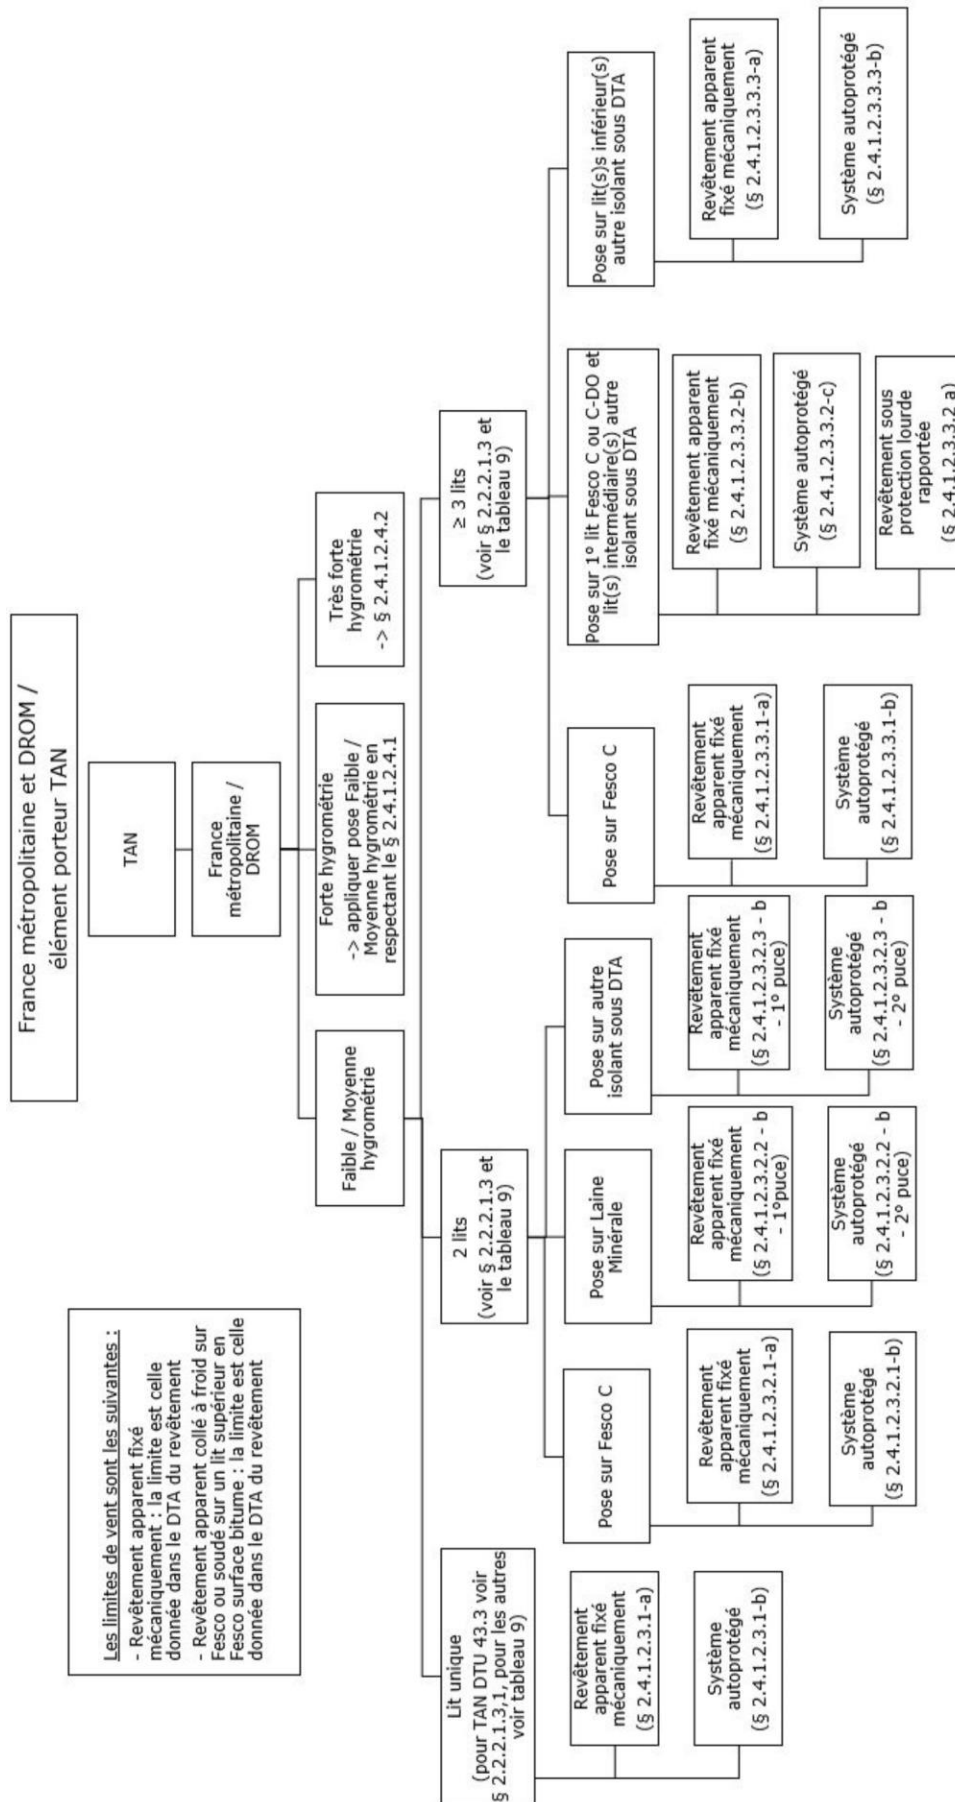 France métropolitaine et DROM /
élément porteur TAN
Les limites de vent sont les suivantes :
- Revêtement apparent fixé
mécaniquement : la limite est celle
donnée dans le DTA du revêtement
- Revêtement apparent collé à froid sur
Fesco ou soudé sur un lit supérieur en
Fesco surface bitume : la limite est celle
donnée dans le DTA du revêtement
TAN
France
métropolitaine /
DROM
Faible / Moyenne
hygrométrie
Forte hygrométrie
-> appliquer pose Faible /
Moyenne hygrométrie en
respectant le § 2.4.1.2.4.1
Très forte
hygrométrie
-> § 2.4.1.2.4.2
Lit unique
(pour TAN DTU 43.3 voir
§ 2.2.2.1.3,1, pour les autres
voir tableau 9)
Revêtement
apparent fixé
mécaniquement
(§ 2.4.1.2.3.1-a)
Système
autoprotégé
(§ 2.4.1.2.3.1-b)
2 lits
(voir § 2.2.2.1.3 et
le tableau 9)
Pose sur Fesco C
Revêtement
apparent fixé
mécaniquement
(§ 2.4.1.2.3.2.1-a)
Système
autoprotégé
(§ 2.4.1.2.3.2.1-b)
Pose sur Laine
Minérale
Revêtement
apparent fixé
mécaniquement
(§ 2.4.1.2.3.2.2 - b
- 1°puce)
Système
autoprotégé
(§ 2.4.1.2.3.2.2 - b
- 2° puce)
Pose sur autre
isolant sous DTA
Revêtement
apparent fixé
mécaniquement
(§ 2.4.1.2.3.2.3 - b
- 1° puce)
Système
autoprotégé
(§ 2.4.1.2.3.2.3 - b
- 2° puce)
≥ 3 lits
(voir § 2.2.2.1.3 et
le tableau 9)
Pose sur Fesco C
Revêtement
apparent fixé
mécaniquement
(§ 2.4.1.2.3.3.1-a)
Système
autoprotégé
(§ 2.4.1.2.3.3.1-b)
Pose sur 1° lit Fesco C ou C-DO et
lit(s) intermédiaire(s) autre
isolant sous DTA
Revêtement apparent
fixé mécaniquement
(§ 2.4.1.2.3.3.2-b)
Système autoprotégé
(§ 2.4.1.2.3.3.2-c)
Revêtement sous
protection lourde
rapportée
(§ 2.4.1.2.3.3.2 a)
Pose sur lit(s)s inférieur(s)
autre isolant sous DTA
Revêtement apparent
fixé mécaniquement
(§ 2.4.1.2.3.3.3-a)
Système autoprotégé
(§ 2.4.1.2.3.3.3-b)